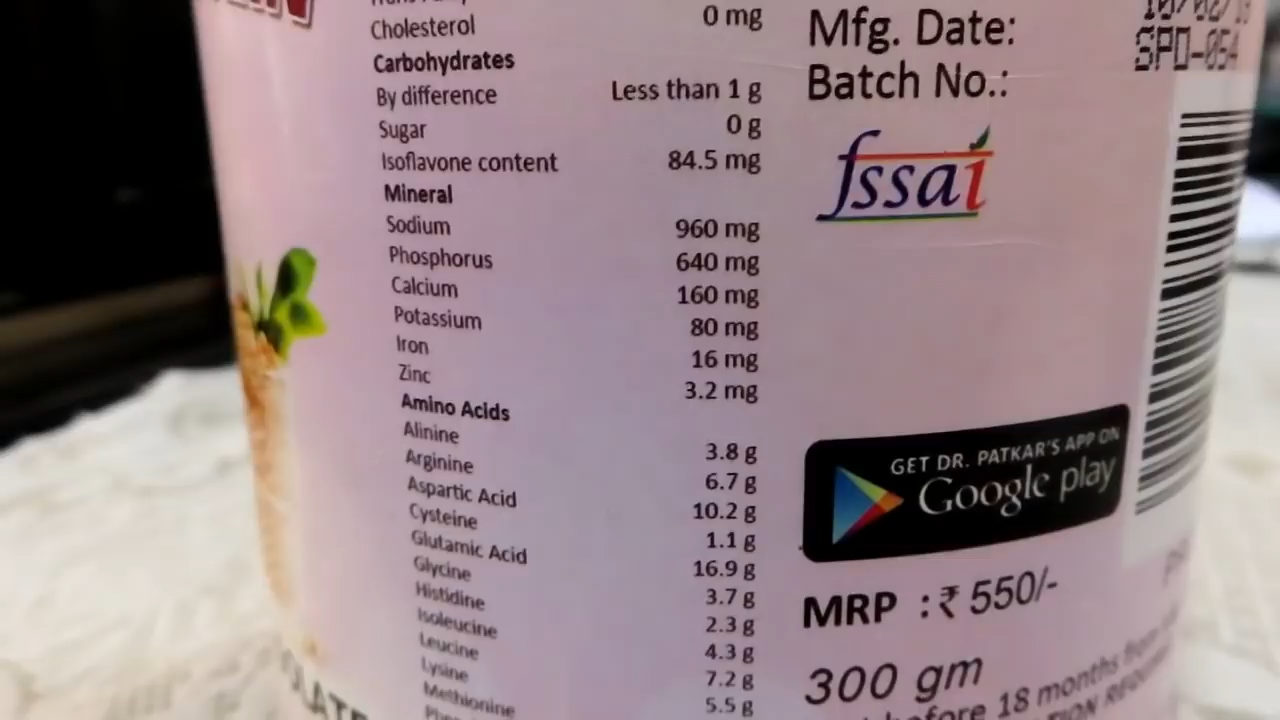 Cholesterol 0 mg
Carbohydrates
By difference Less than 1 g
Sugar 0 g
Isoflavone content 84.5 mg
Mineral
Sodium 960 mg
Phosphorus 640 mg
Calcium 160 mg
Potassium 80 mg
Iron 16 mg
Zinc 3.2 mg
Amino Acids
Alinine 3.8 g
Arginine 6.7 g
Aspartic Acid 10.2 g
Cysteine 1.1 g
Glutamic Acid 16.9 g
Glycine 3.7 g
Histidine 2.3 g
Isoleucine 4.3 g
Leucine 7.2 g
Lysine 5.5 g
Methionine
Mfg. Date:
Batch No.: SPD-054
fssai
GET DR. PATKAR'S APP ON
Google play
MRP : ₹ 550/-
300 gm
before 18 months from